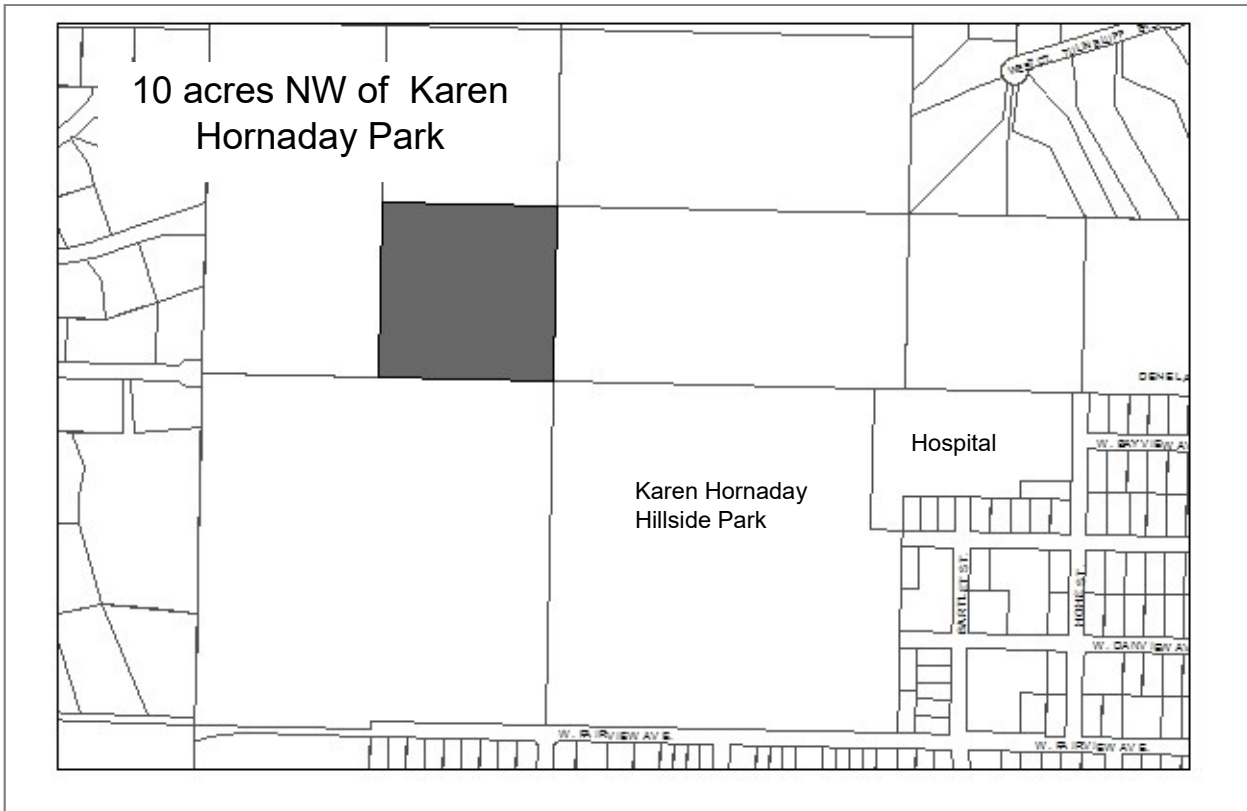 10 acres NW of Karen
Hornaday Park
DEHEL
Hospital
W. BAYVIEW AV
Karen Hornaday
Hillside Park
BARTLETT ST.
HOHE ST.
W. DANVIEW AV
W. FAIRVIEW AVE.
W. FAIRVIEW AVE.